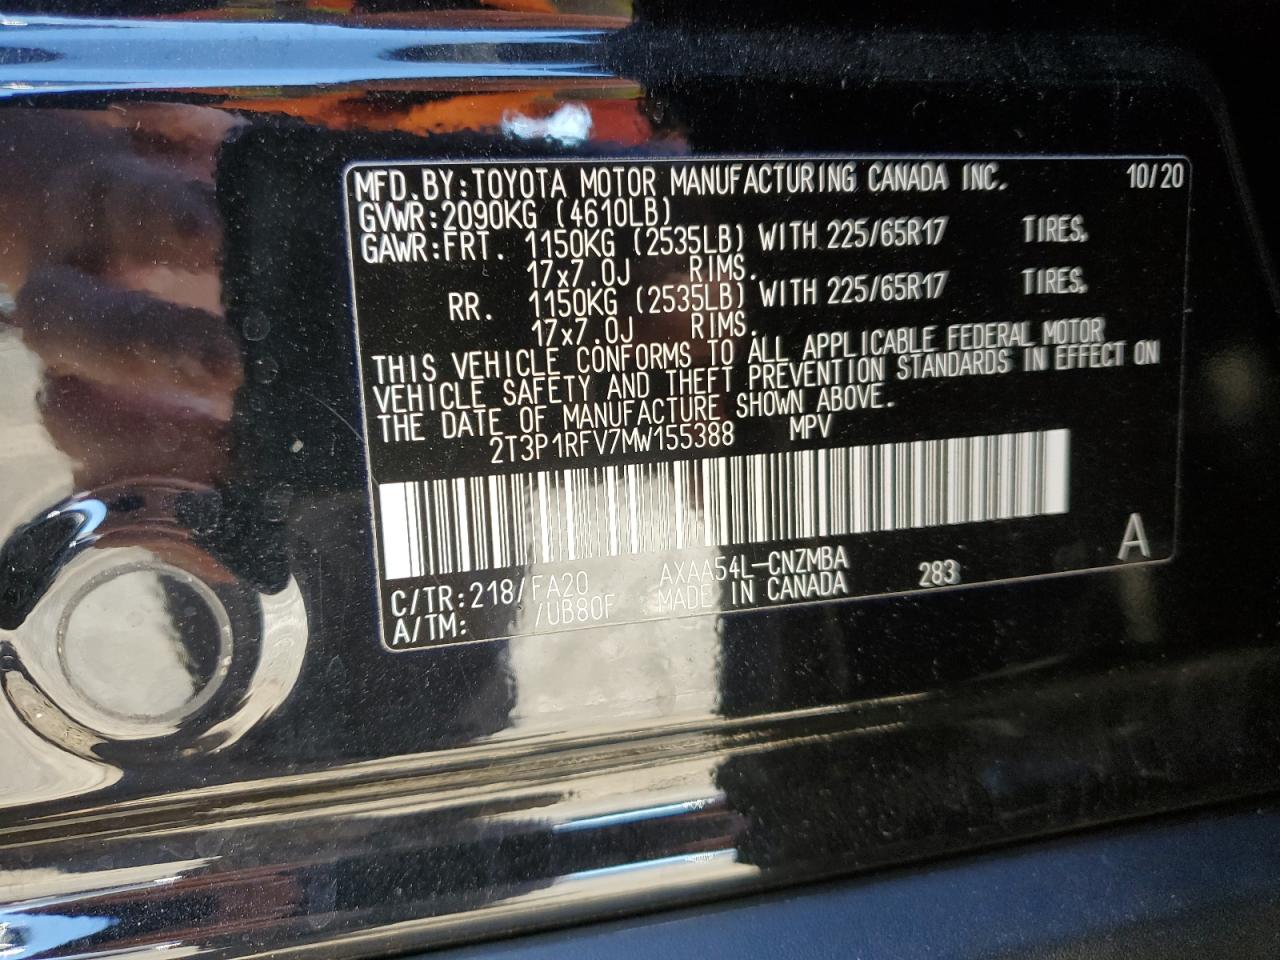 MFD.BY:TOYOTA MOTOR MANUFACTURING CANADA INC. 10/20
GVWR:2090KG (4610LB)
GAWR:FRT. 1150KG (2535LB) WITH 225/65R17 TIRES,
17x7.0J RIMS.
RR. 1150KG (2535LB) WITH 225/65R17 TIRES,
17x7.0J RIMS.
THIS VEHICLE CONFORMS TO ALL APPLICABLE FEDERAL MOTOR
VEHICLE SAFETY AND THEFT PREVENTION STANDARDS IN EFFECT ON
THE DATE OF MANUFACTURE SHOWN ABOVE.
2T3P1RFV7MW155388 MPV
C/TR:218/FA20 AXAA54L-CNZMBA 283 A
A/TM: /UB80F MADE IN CANADA